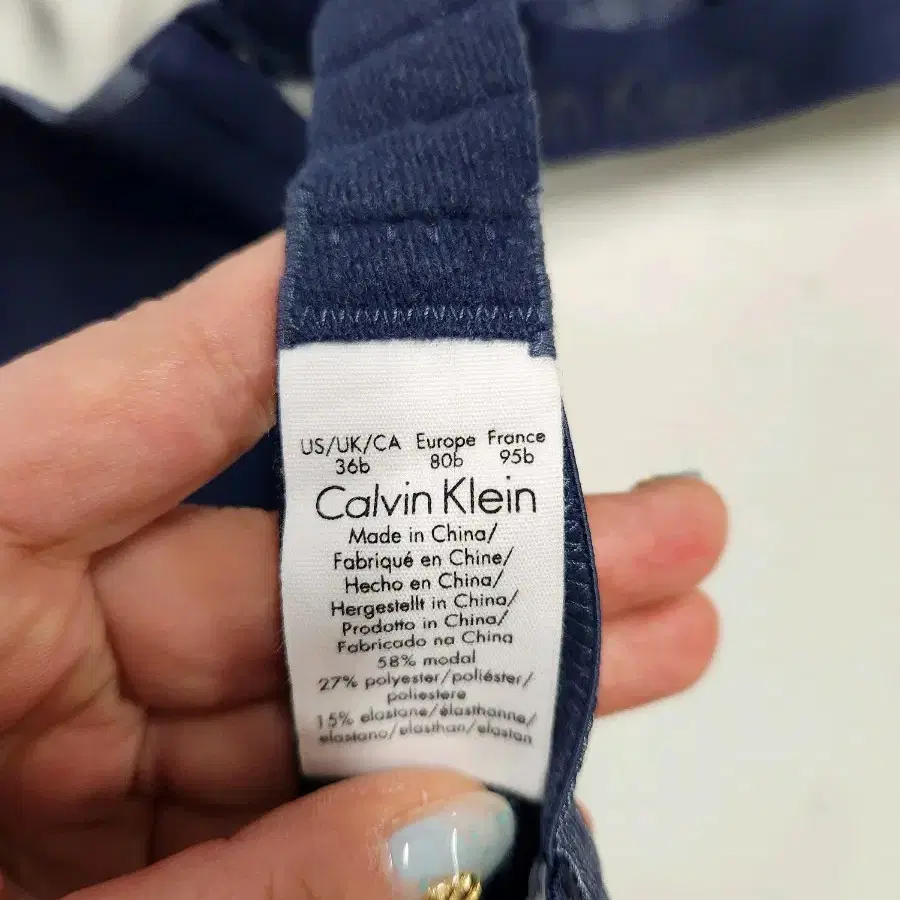 US/UK/CA Europe France
36b 80b 95b
Calvin Klein
Made in China/
Fabriqué en Chine/
Hecho en China/
Hergestellt in China/
Prodotto in China/
Fabricado na China
58% modal
27% polyester/poliéster/
poliestere
15% elastane/élasthanne/
elastano/elasthan/elastan